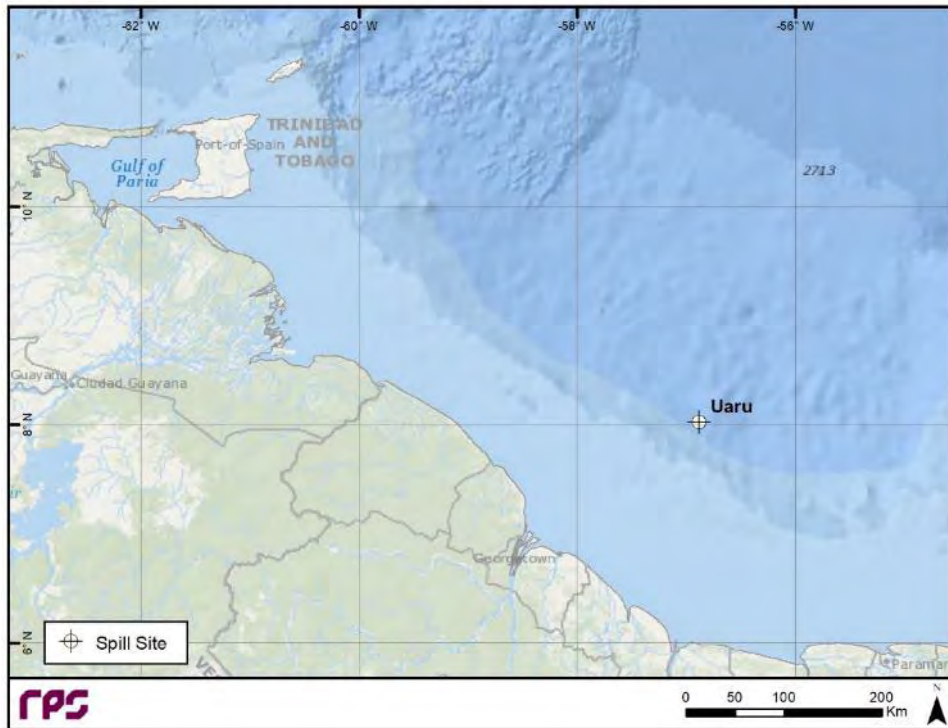 -62° W
-60° W
-58° W
-56° W
TRINIDAD
AND
TOBAGO
Port-of-Spain
Gulf of
Paria
2713
10° N
Guayana
Ciudad Guayana
Uaru
8° N
Georgetown
6° N
Spill Site
Paramar
rps
0 50 100 200
Km
N